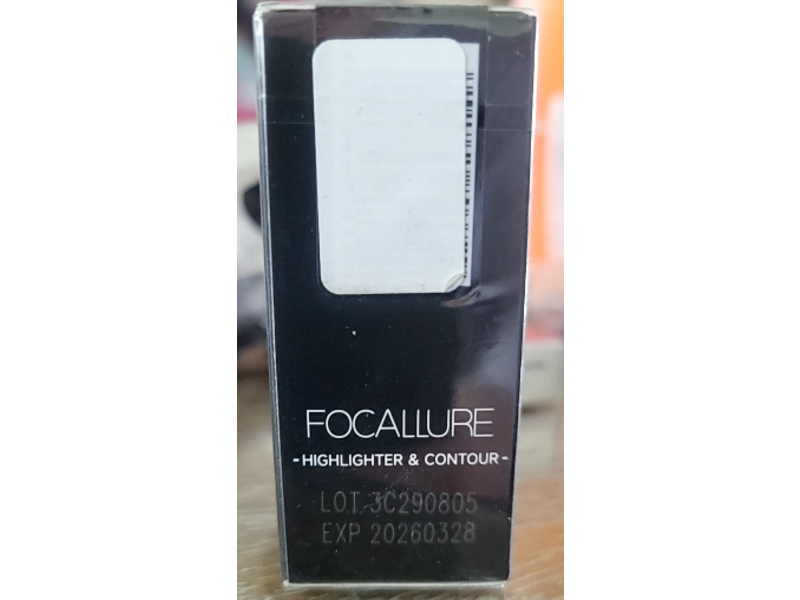 FOCALLURE
-HIGHLIGHTER & CONTOUR-
LOT 3C290805
EXP 20260328